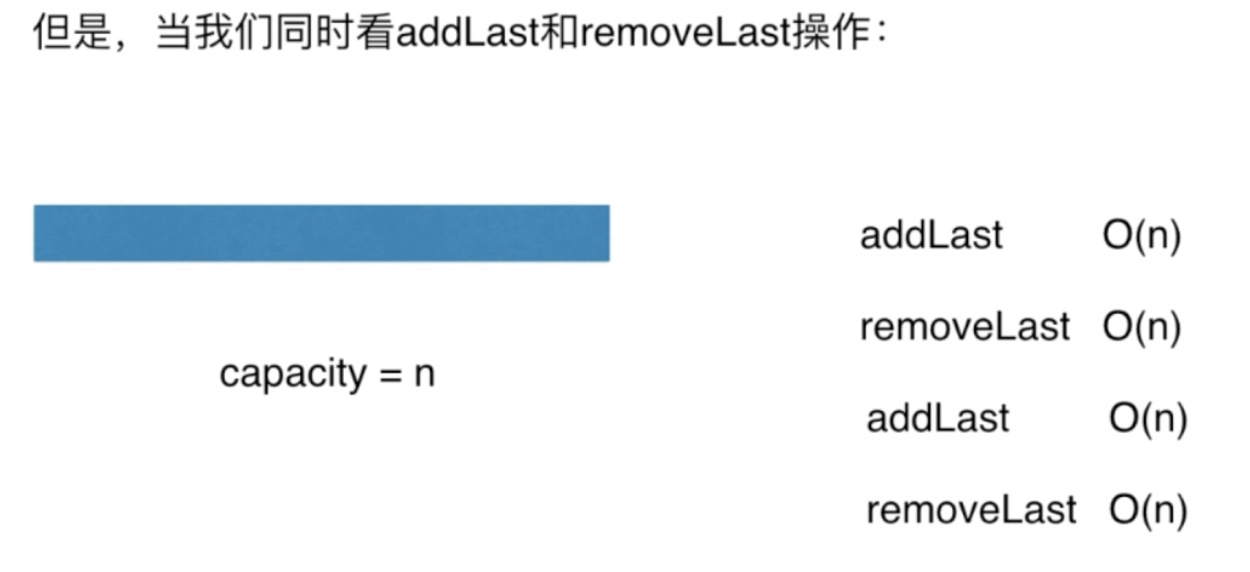 但是，当我们同时看addLast和removeLast操作：
addLast O(n)
removeLast O(n)
capacity = n
addLast O(n)
removeLast O(n)